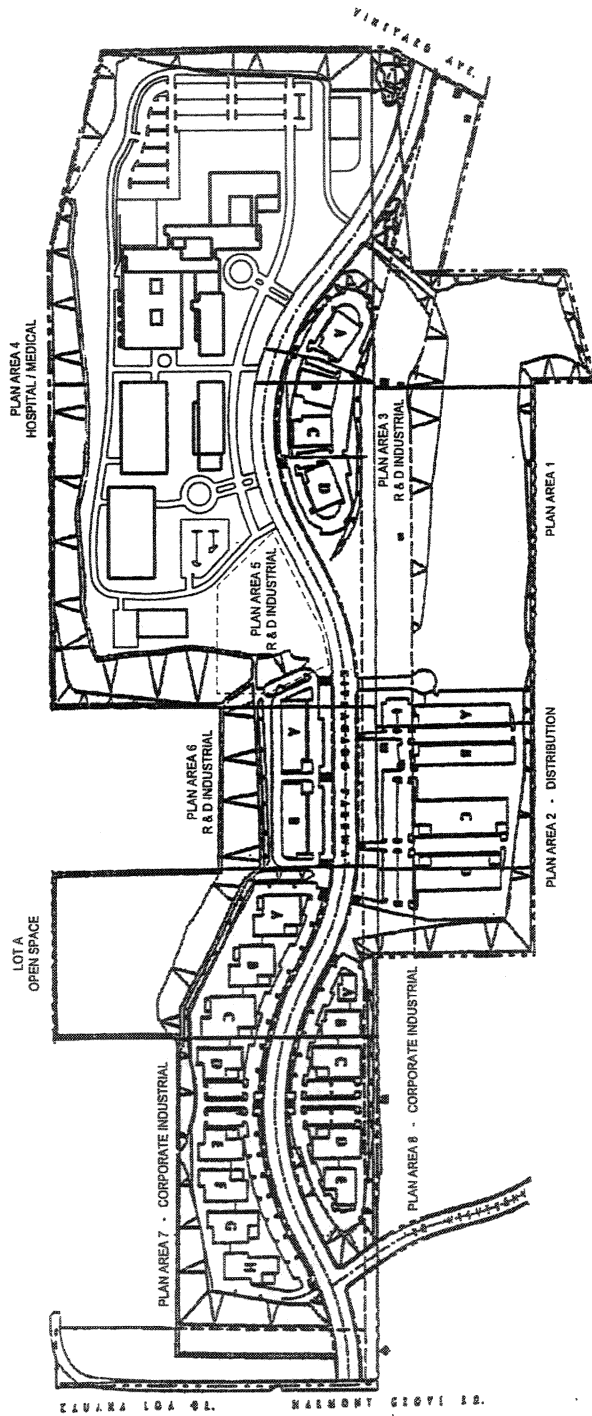 VINEYARD AVE.
PLAN AREA 4
HOSPITAL / MEDICAL
A
B
C
D
PLAN AREA 3
R & D INDUSTRIAL
PLAN AREA 1
PLAN AREA 5
R & D INDUSTRIAL
PLAN AREA 6
R & D INDUSTRIAL
A
B
A
B
C
D
PLAN AREA 2 - DISTRIBUTION
LOT A
OPEN SPACE
A
B
C
D
E
F
G
H
PLAN AREA 7 - CORPORATE INDUSTRIAL
A
B
C
D
E
PLAN AREA 8 - CORPORATE INDUSTRIAL